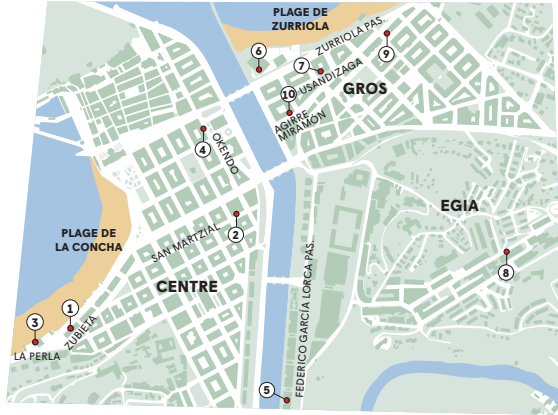 PLAGE DE
ZURRIOLA
ZURRIOLA PAS.
6
7
9
USANDIZAGA
GROS
10
AGIRRE
MIRAMÓN
4
OKENDO
EGIA
PLAGE DE
LA CONCHA
SAN MARTZIAL
2
8
CENTRE
FEDERICO GARCÍA LORCA PAS.
1
3
ZUBIETA
LA PERLA
5